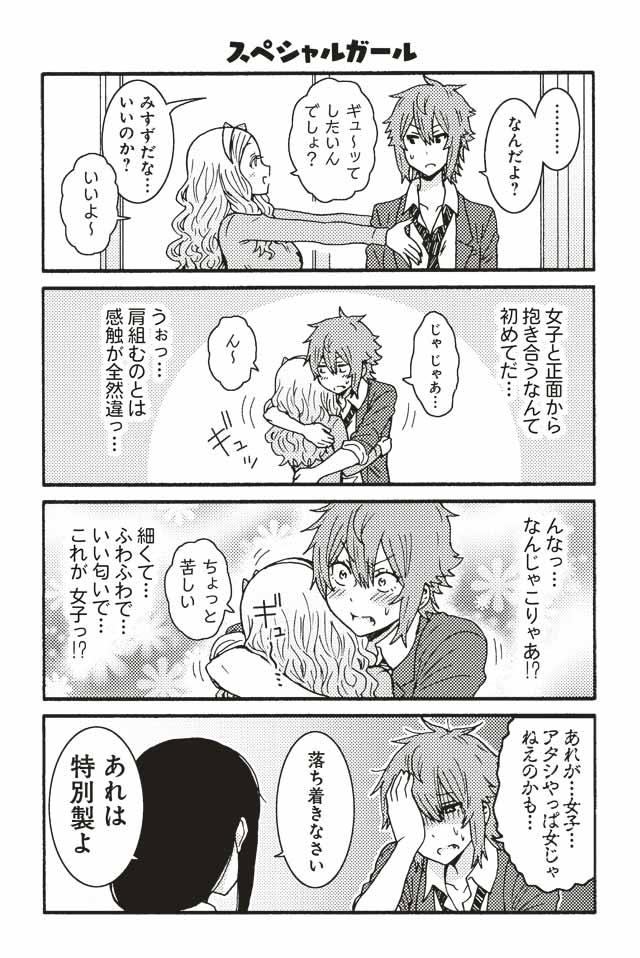 スペシャルガール
………
なんだよ?
ギュ〜ッて
したいん
でしょ?
みすずだな…
いいのか?
いいよ〜
女子と正面から
抱き合うなんて
初めてだ…
じゃじゃあ…
ん〜
ギュッ
うぉっ…
肩組むのとは
感触が全然違っ…
んなっ…
なんじゃこりゃあ!?
ちょっと
苦しい
ギュッ
細くて…
ふわふわで…
いい匂いで…
これが 女子っ!?
あれが…女子…
アタシやっぱ女じゃ
ねえのかも…
落ち着きなさい
あれは
特別製よ